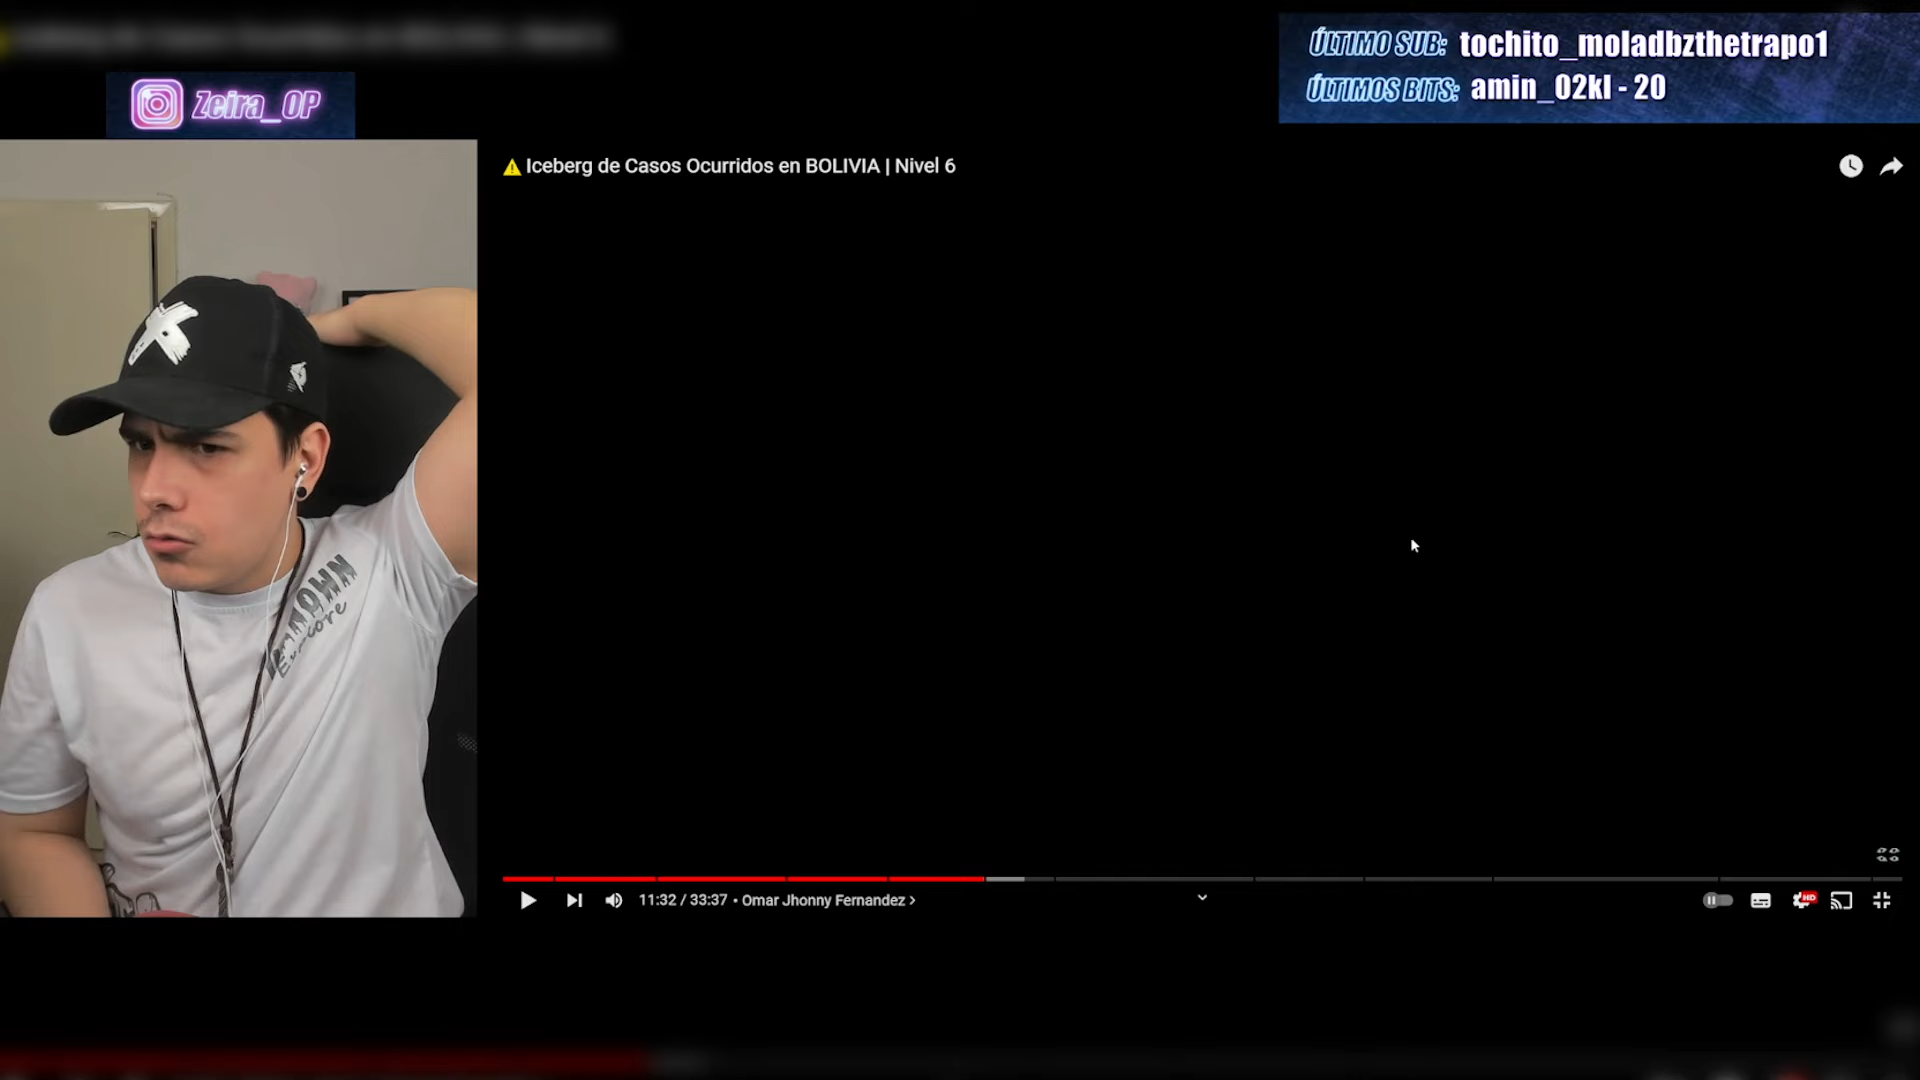 ÚLTIMO SUB: tochito_moladbzthetrapo1
ÚLTIMOS BITS: amin_02kl - 20
Zeira_OP
Iceberg de Casos Ocurridos en BOLIVIA | Nivel 6
11:32 / 33:37 • Omar Jhonny Fernandez >
HD